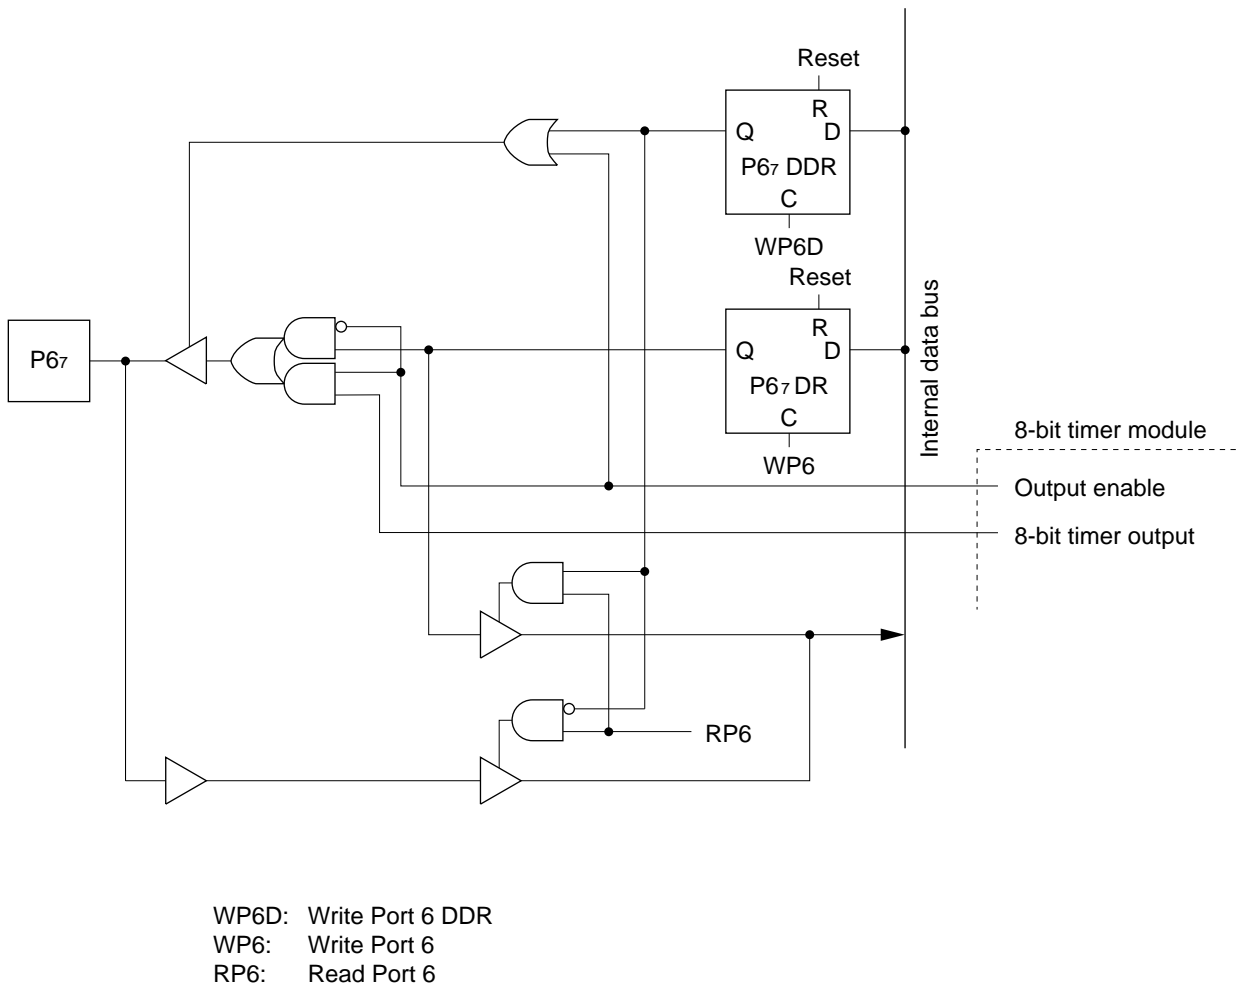 Reset
R
Q
D
P6₇ DDR
C
WP6D
Reset
R
Q
D
P6₇ DR
C
WP6
P6₇
Internal data bus
8-bit timer module
Output enable
8-bit timer output
RP6
WP6D: Write Port 6 DDR
WP6: Write Port 6
RP6: Read Port 6